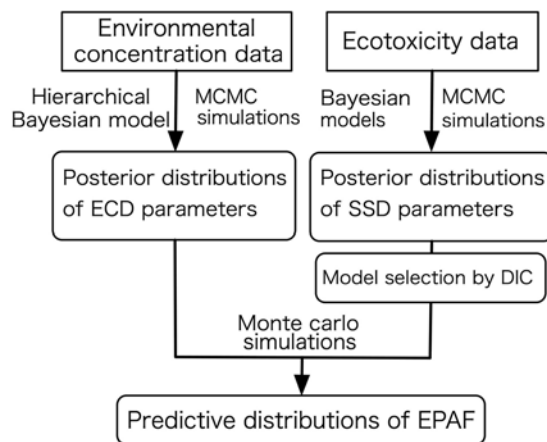 Environmental
concentration data
Ecotoxicity data
Hierarchical
Bayesian model
MCMC
simulations
Bayesian
models
MCMC
simulations
Posterior distributions
of ECD parameters
Posterior distributions
of SSD parameters
Model selection by DIC
Monte carlo
simulations
Predictive distributions of EPAF